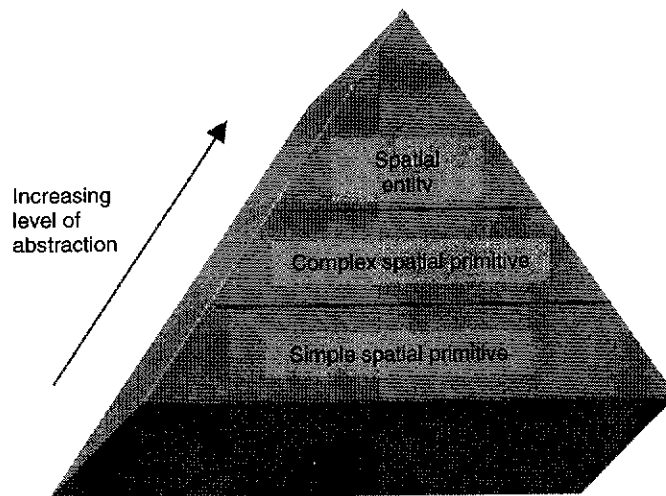 Spatial
entity
Increasing
level of
abstraction
Complex spatial primitive
Simple spatial primitive